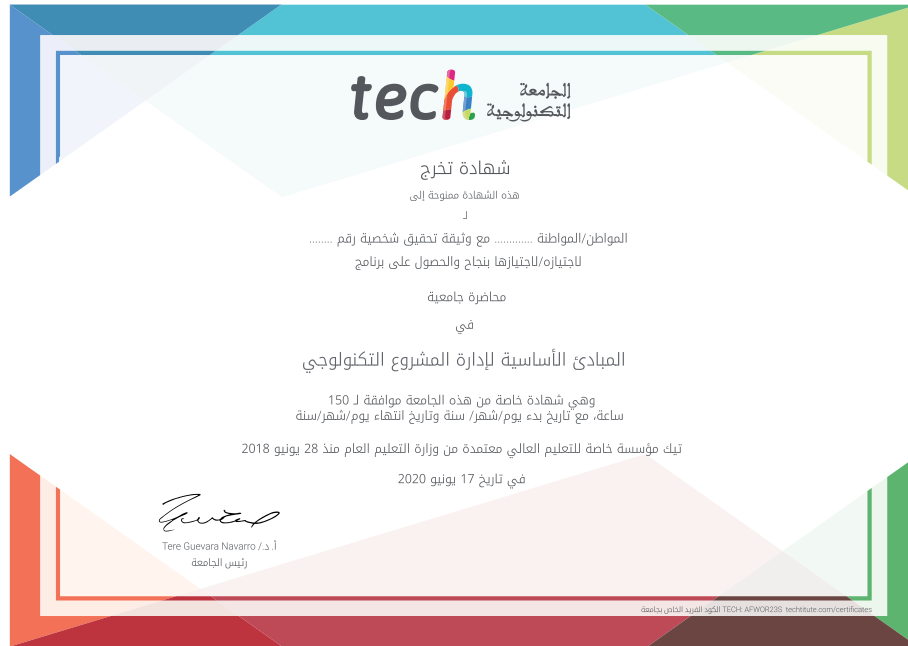 tech الجامعة
التكنولوجية
شهادة تخرج
هذه الشهادة ممنوحة إلى
لـ
المواطن/المواطنة ............. مع وثيقة تحقيق شخصية رقم ........
لاجتيازه/لاجتيازها بنجاح والحصول على برنامج
محاضرة جامعية
في
المبادئ الأساسية لإدارة المشروع التكنولوجي
وهي شهادة خاصة من هذه الجامعة موافقة لـ 150
ساعة، مع تاريخ بدء يوم/شهر/ سنة وتاريخ انتهاء يوم/شهر/سنة
تيك مؤسسة خاصة للتعليم العالي معتمدة من وزارة التعليم العام منذ 28 يونيو 2018
في تاريخ 17 يونيو 2020
أ. د./ Tere Guevara Navarro
رئيس الجامعة
الكود الفريد الخاص بجامعة TECH: AFWOR23S techtitute.com/certificates